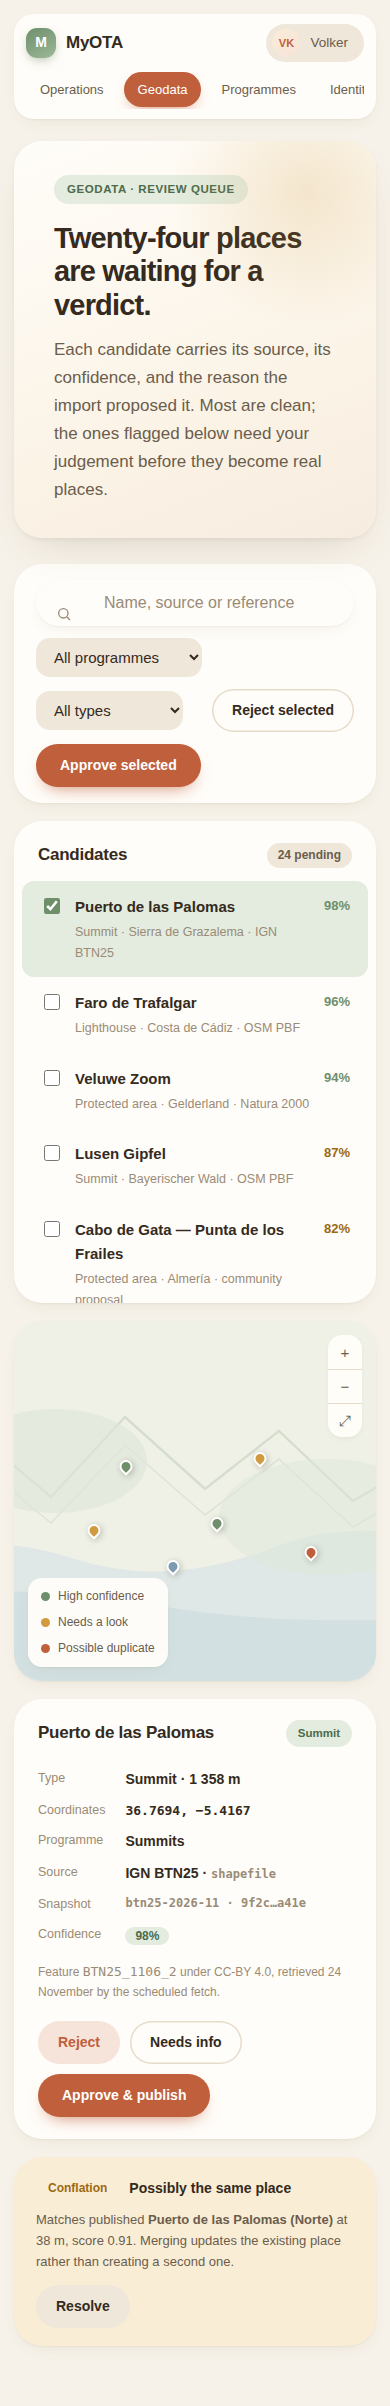 M MyOTA VK Volker
Operations Geodata Programmes Identit
GEODATA · REVIEW QUEUE
Twenty-four places
are waiting for a
verdict.
Each candidate carries its source, its
confidence, and the reason the
import proposed it. Most are clean;
the ones flagged below need your
judgement before they become real
places.
Name, source or reference
All programmes
All types Reject selected
Approve selected
Candidates 24 pending
Puerto de las Palomas 98%
Summit · Sierra de Grazalema · IGN
BTN25
Faro de Trafalgar 96%
Lighthouse · Costa de Cádiz · OSM PBF
Veluwe Zoom 94%
Protected area · Gelderland · Natura 2000
Lusen Gipfel 87%
Summit · Bayerischer Wald · OSM PBF
Cabo de Gata — Punta de los 82%
Frailes
Protected area · Almería · community
proposal
+
−
⤢
High confidence
Needs a look
Possible duplicate
Puerto de las Palomas Summit
Type Summit · 1 358 m
Coordinates 36.7694, −5.4167
Programme Summits
Source IGN BTN25 · shapefile
Snapshot btn25-2026-11 · 9f2c…a41e
Confidence 98%
Feature BTN25_1106_2 under CC-BY 4.0, retrieved 24
November by the scheduled fetch.
Reject Needs info
Approve & publish
Conflation Possibly the same place
Matches published Puerto de las Palomas (Norte) at
38 m, score 0.91. Merging updates the existing place
rather than creating a second one.
Resolve